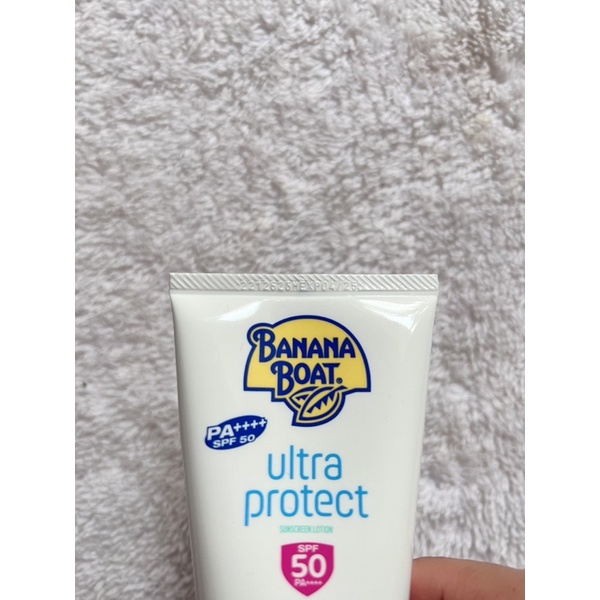 BANANA
BOAT®
PA++++
SPF 50
ultra
protect
SUNSCREEN LOTION
SPF
50
PA++++